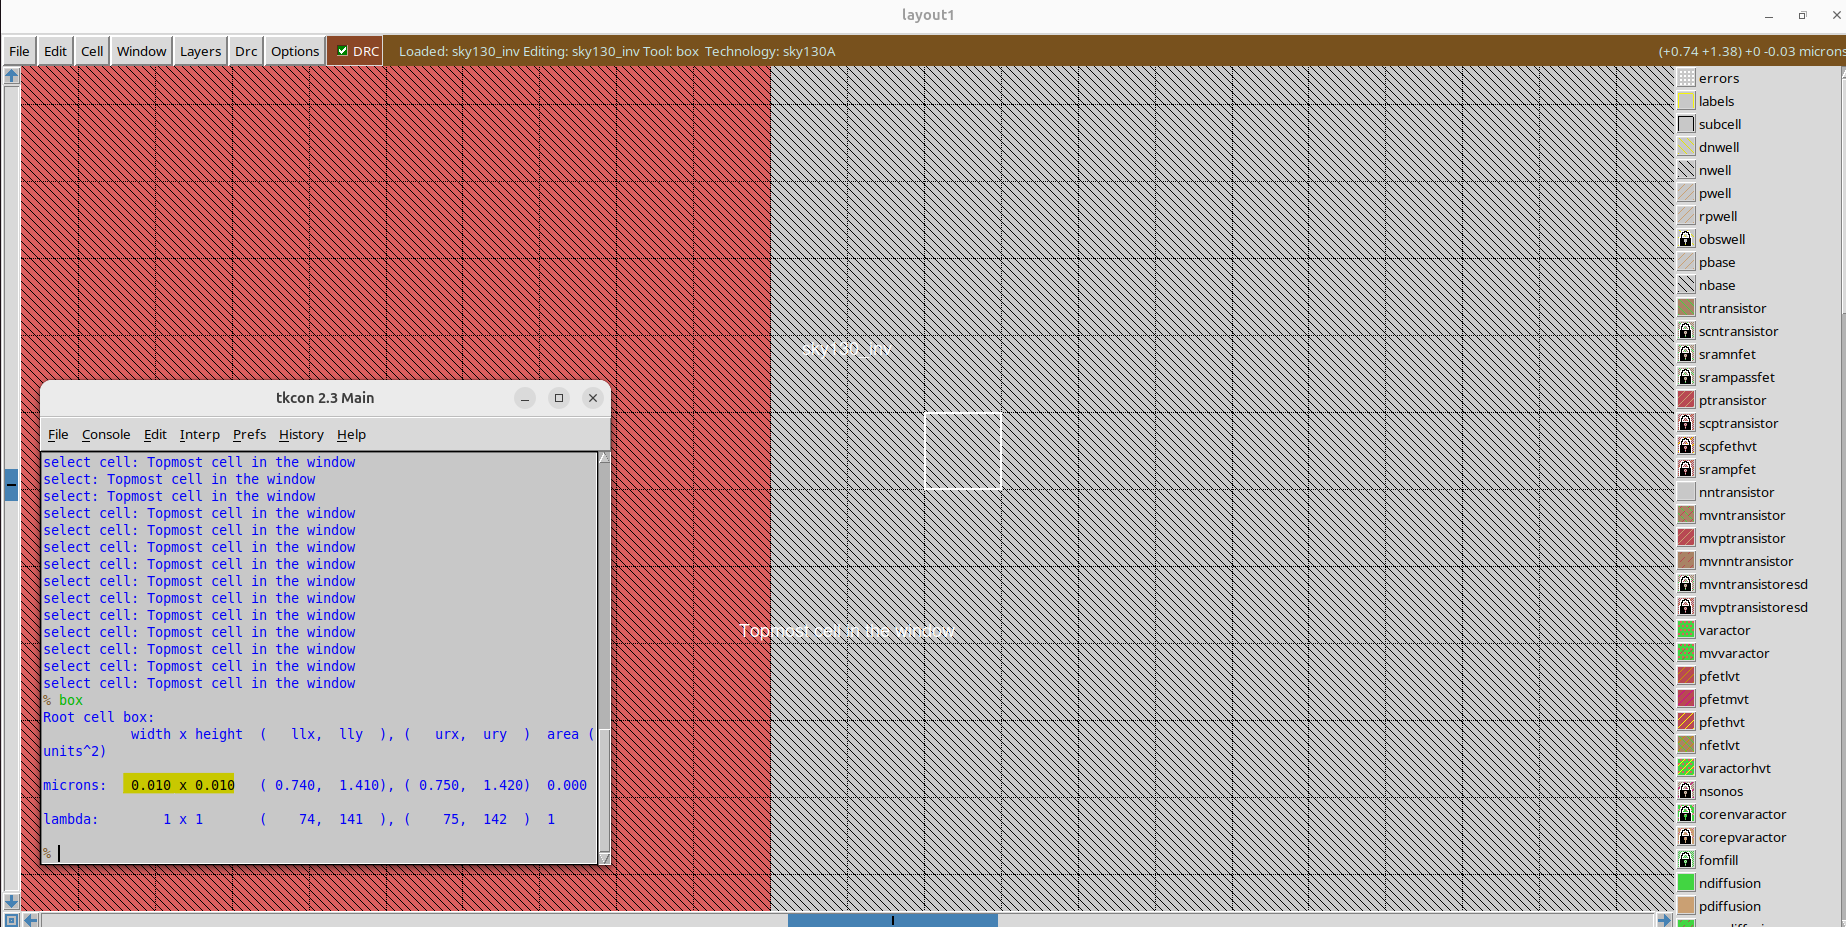 layout1
File Edit Cell Window Layers Drc Options DRC Loaded: sky130_inv Editing: sky130_inv Tool: box Technology: sky130A (+0.74 +1.38) +0 -0.03 microns
errors
labels
subcell
dnwell
nwell
pwell
rpwell
obswell
pbase
nbase
ntransistor
scntransistor
sramnfet
srampassfet
ptransistor
scptransistor
scpfethvt
srampfet
nntransistor
mvntransistor
mvptransistor
mvnntransistor
mvntransistoresd
mvptransistoresd
varactor
mvvaractor
pfetlvt
pfetmvt
pfethvt
nfetlvt
varactorhvt
nsonos
corenvaractor
corepvaractor
fomfill
ndiffusion
pdiffusion
sky130_inv
Topmost cell in the window
tkcon 2.3 Main
File Console Edit Interp Prefs History Help
select cell: Topmost cell in the window
select: Topmost cell in the window
select: Topmost cell in the window
select cell: Topmost cell in the window
select cell: Topmost cell in the window
select cell: Topmost cell in the window
select cell: Topmost cell in the window
select cell: Topmost cell in the window
select cell: Topmost cell in the window
select cell: Topmost cell in the window
select cell: Topmost cell in the window
select cell: Topmost cell in the window
select cell: Topmost cell in the window
select cell: Topmost cell in the window
% box
Root cell box:
width x height ( llx, lly ), ( urx, ury ) area (
units^2)
microns: 0.010 x 0.010 ( 0.740, 1.410), ( 0.750, 1.420) 0.000
lambda: 1 x 1 ( 74, 141 ), ( 75, 142 ) 1
%